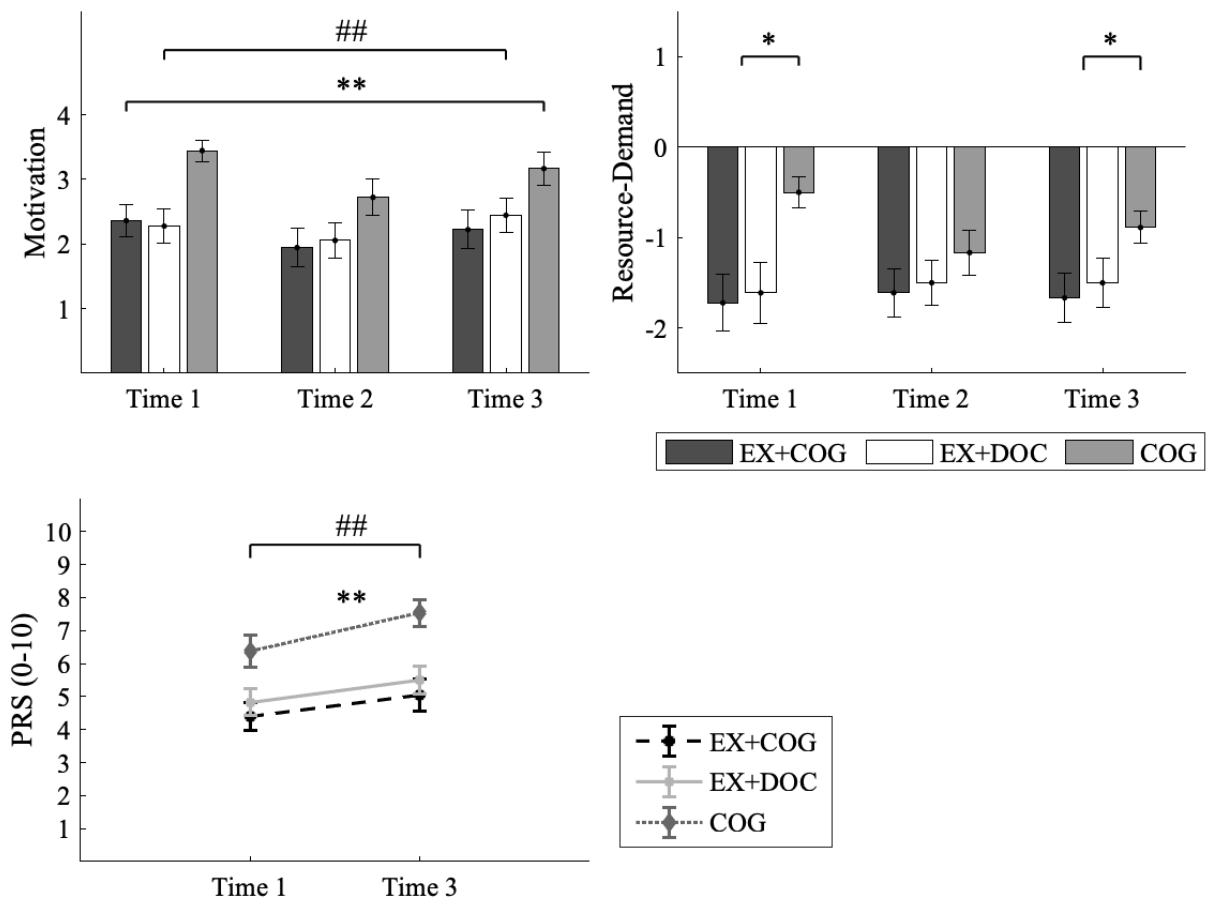 Motivation
4
3
2
1
##
**
Time 1 Time 2 Time 3
Resource-Demand
1
0
-1
-2
* *
Time 1 Time 2 Time 3
EX+COG EX+DOC COG
PRS (0-10)
10
9
8
7
6
5
4
3
2
1
##
**
Time 1 Time 3
EX+COG
EX+DOC
COG